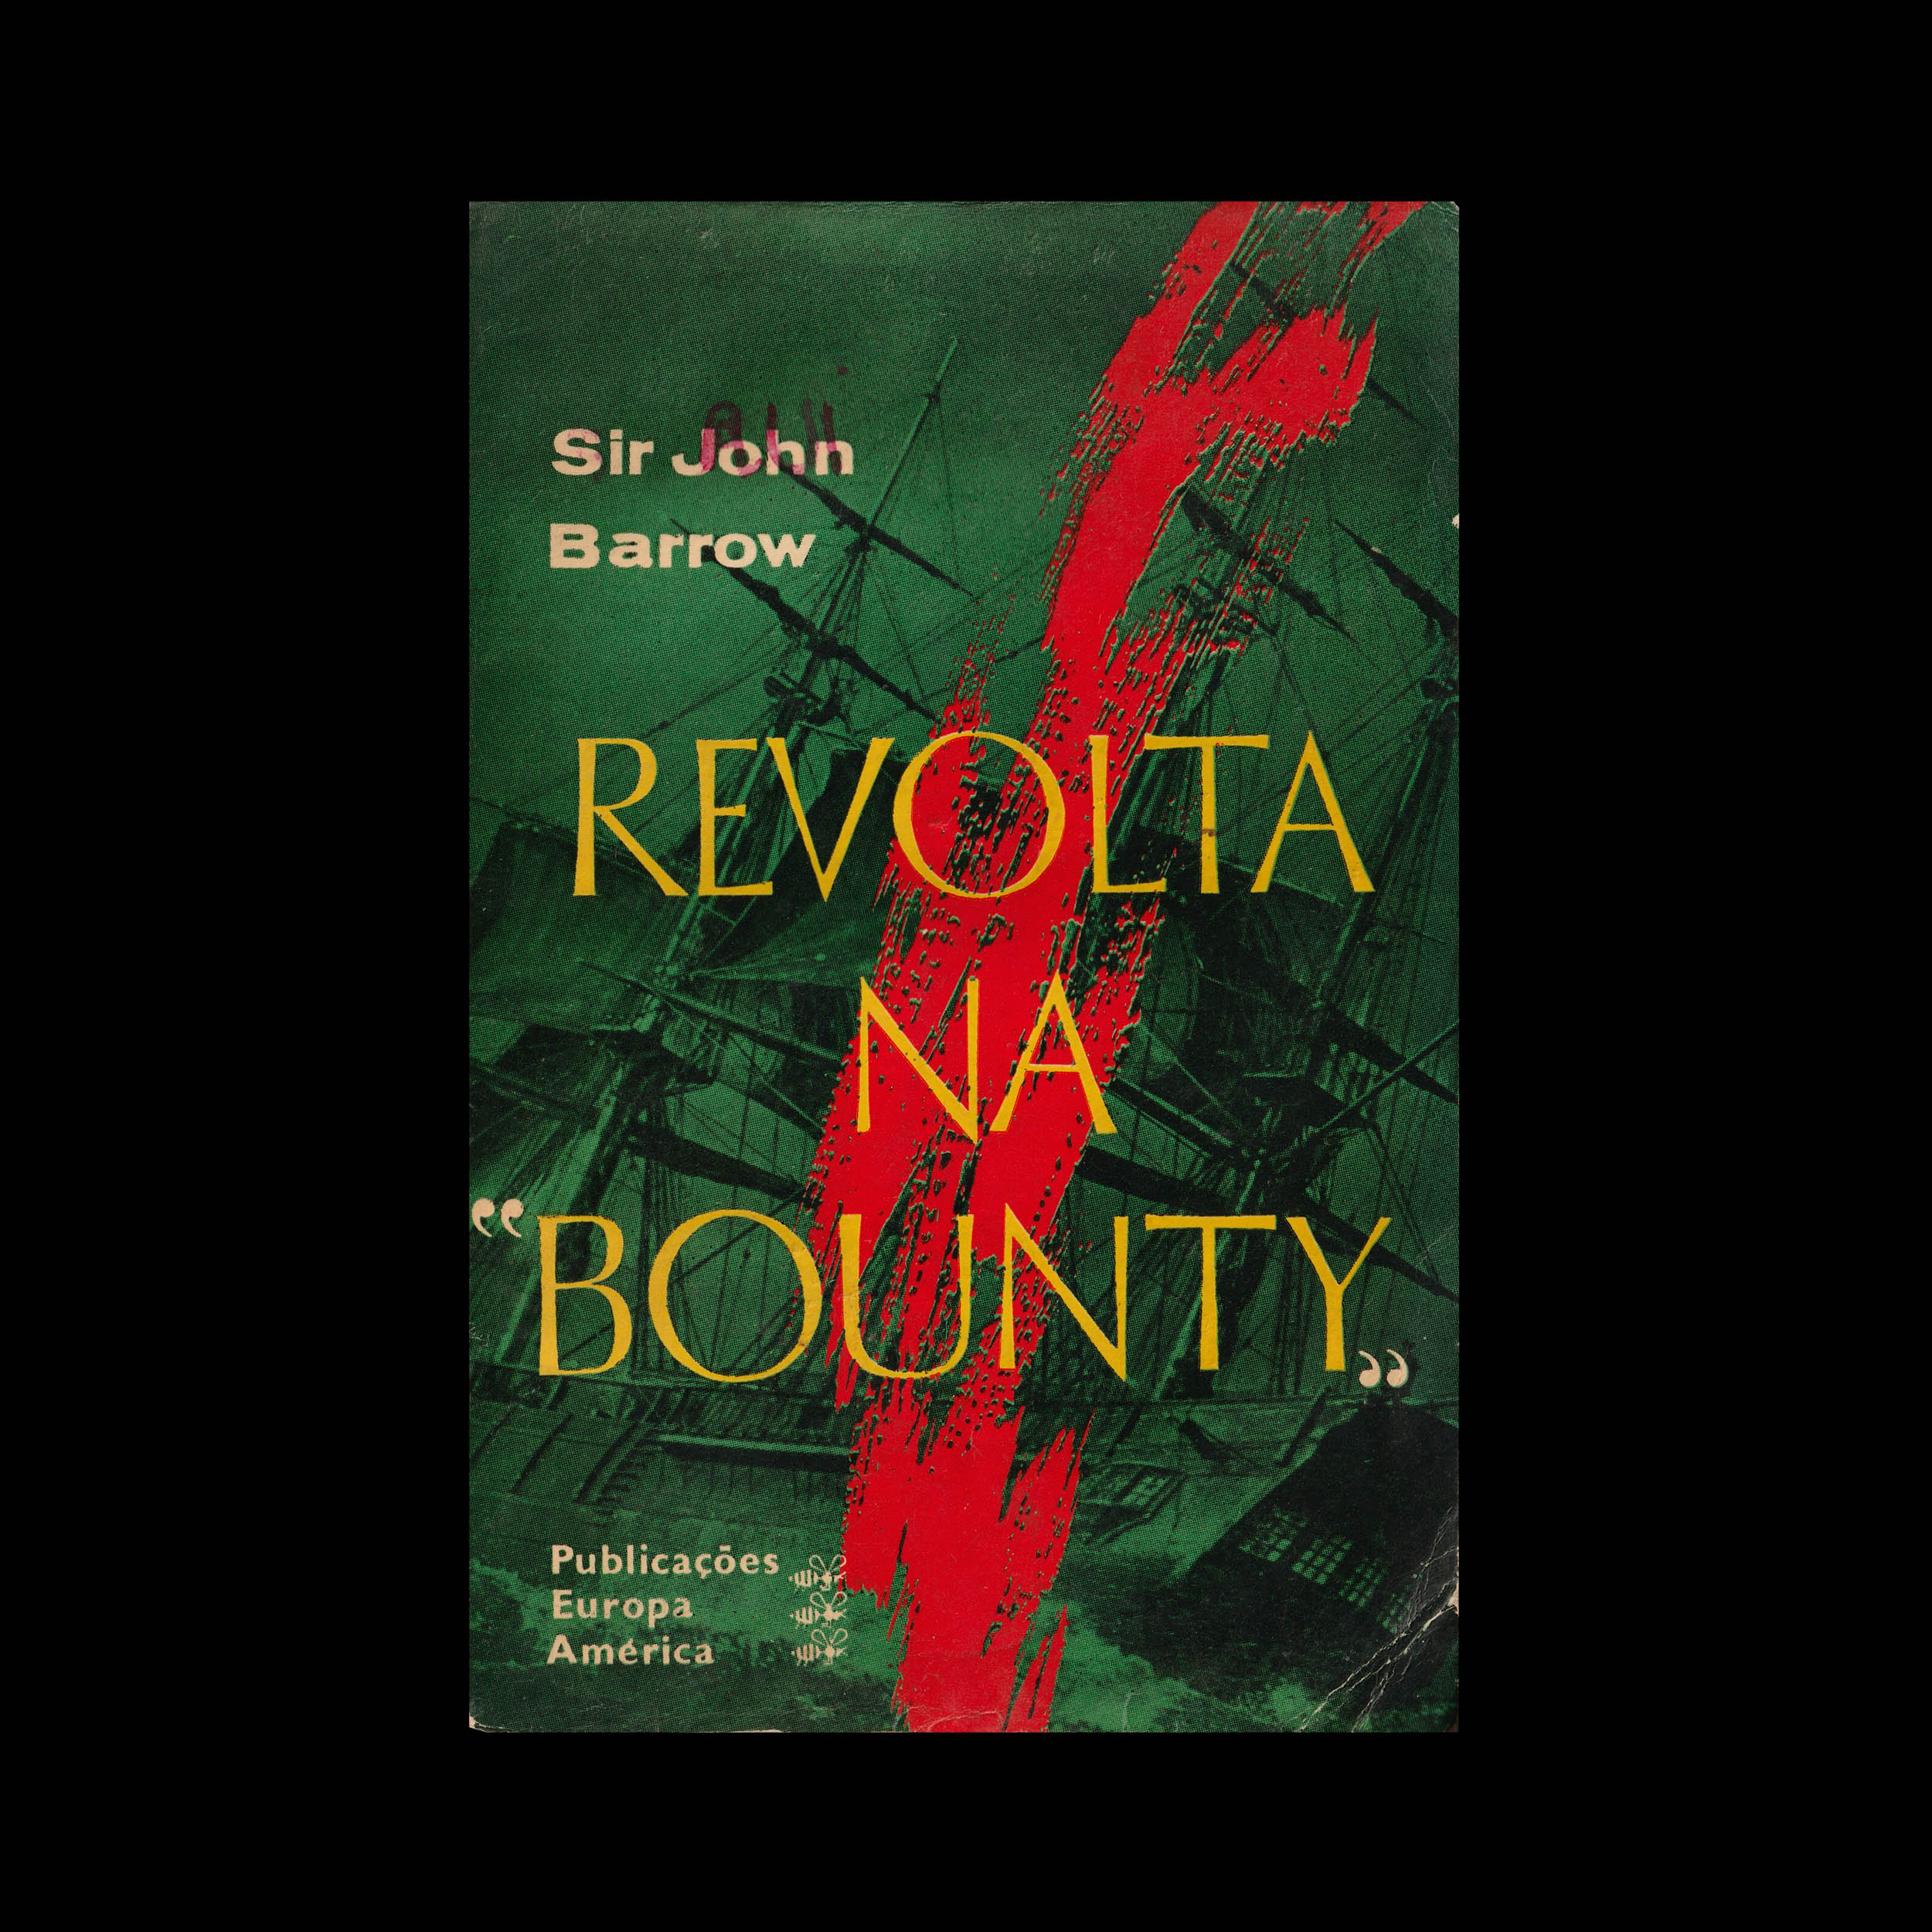 Sir John
Barrow
REVOLTA
NA
“BOUNTY„
Publicações
Europa
América